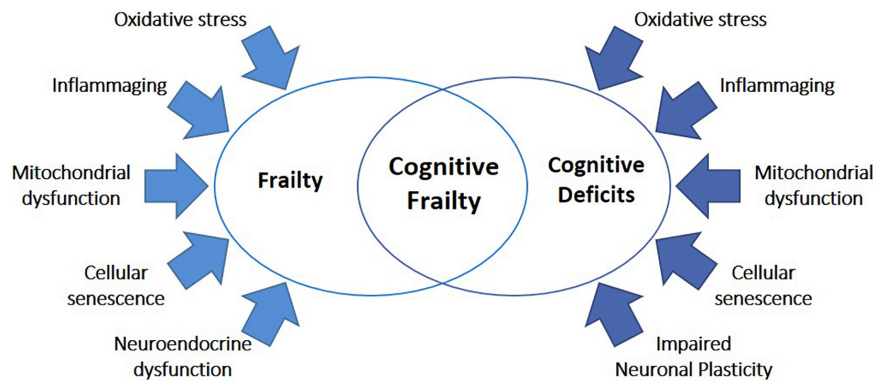 Oxidative stress
Inflammaging
Mitochondrial
dysfunction
Cellular
senescence
Neuroendocrine
dysfunction
Frailty
Cognitive
Frailty
Cognitive
Deficits
Oxidative stress
Inflammaging
Mitochondrial
dysfunction
Cellular
senescence
Impaired
Neuronal Plasticity